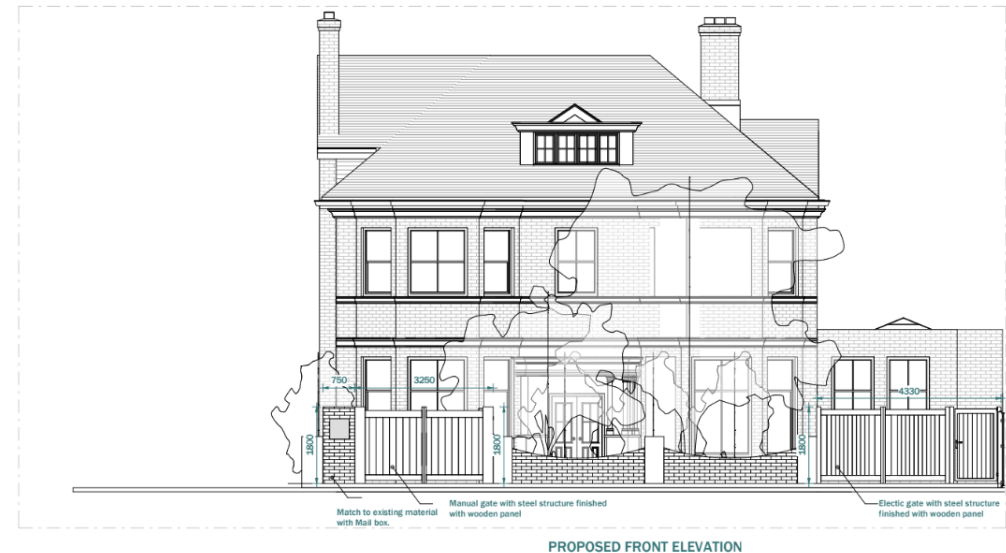 750
3250
4330
1800
1800
1800
Match to existing material
with Mail box.
Manual gate with steel structure finished
with wooden panel
Electic gate with steel structure
finished with wooden panel
PROPOSED FRONT ELEVATION